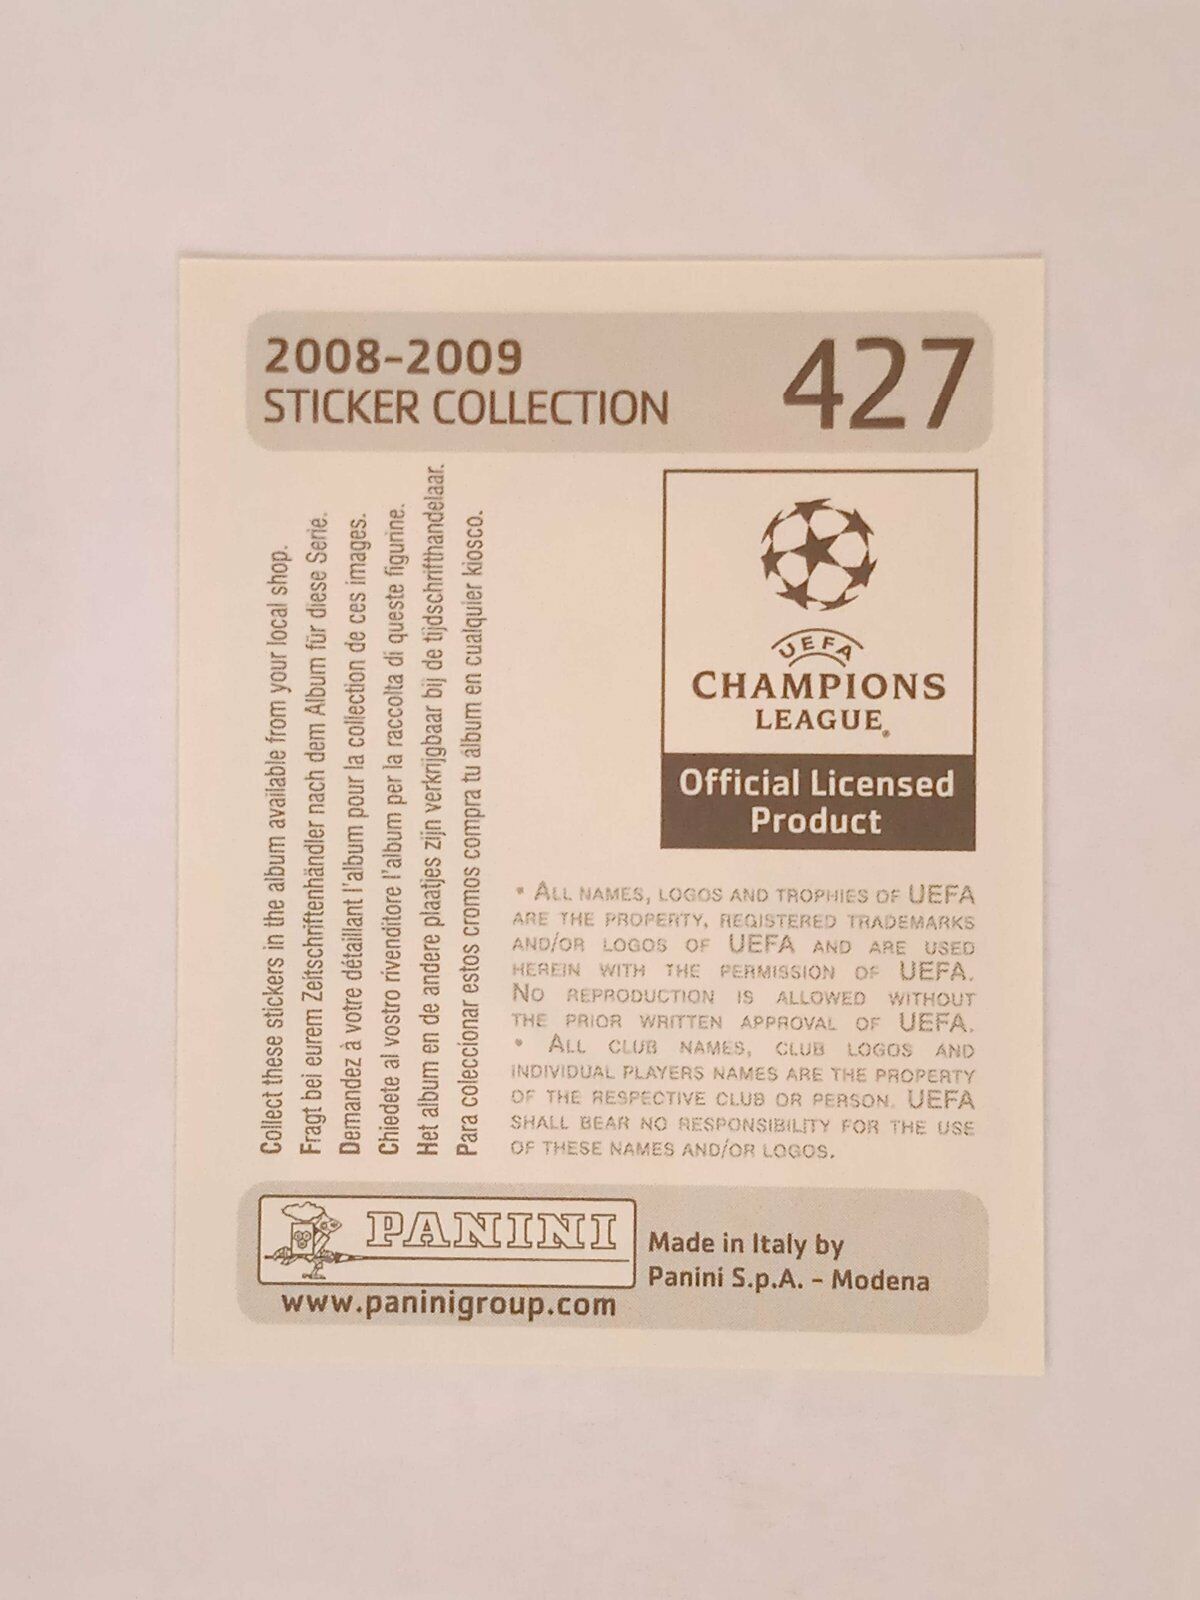 2008-2009
STICKER COLLECTION
427
Collect these stickers in the album available from your local shop.
Fragt bei eurem Zeitschriftenhändler nach dem Album für diese Serie.
Demandez à votre détaillant l'album pour la collection de ces images.
Chiedete al vostro rivenditore l'album per la raccolta di queste figurine.
Het album en de andere plaatjes zijn verkrijgbaar bij de tijdschrifthandelaar.
Para coleccionar estos cromos compra tu álbum en cualquier kiosco.
UEFA
CHAMPIONS
LEAGUE®
Official Licensed
Product
• ALL NAMES, LOGOS AND TROPHIES OF UEFA
ARE THE PROPERTY, REGISTERED TRADEMARKS
AND/OR LOGOS OF UEFA AND ARE USED
HEREIN WITH THE PERMISSION OF UEFA.
NO REPRODUCTION IS ALLOWED WITHOUT
THE PRIOR WRITTEN APPROVAL OF UEFA.
• ALL CLUB NAMES, CLUB LOGOS AND
INDIVIDUAL PLAYERS NAMES ARE THE PROPERTY
OF THE RESPECTIVE CLUB OR PERSON. UEFA
SHALL BEAR NO RESPONSIBILITY FOR THE USE
OF THESE NAMES AND/OR LOGOS.
PANINI
www.paninigroup.com
Made in Italy by
Panini S.p.A. - Modena